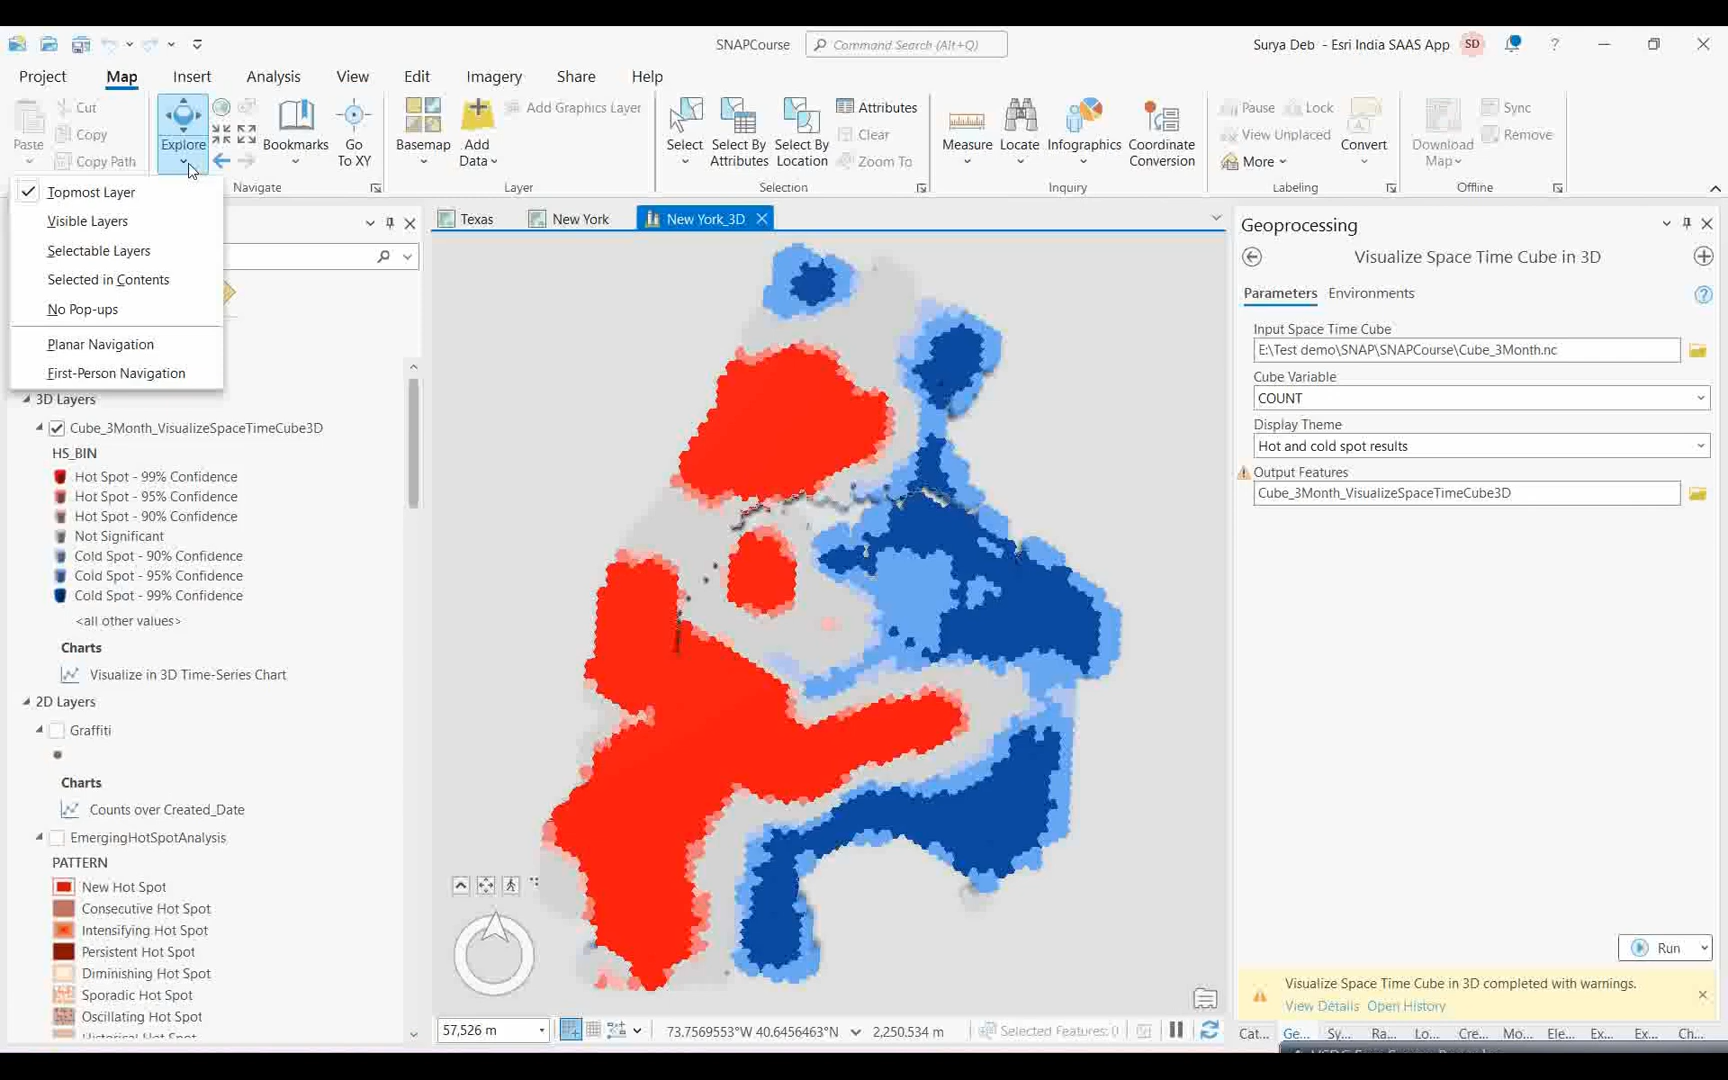 SNAPCourse
Command Search (Alt+Q)
Surya Deb - Esri India SAAS App
SD
?
Project
Map
Insert
Analysis
View
Edit
Imagery
Share
Help
Paste
Cut
Copy
Copy Path
Explore
Bookmarks
Go
To XY
Navigate
Basemap
Add
Data
Add Graphics Layer
Layer
Select
Select By
Attributes
Select By
Location
Attributes
Clear
Zoom To
Selection
Measure
Locate
Infographics
Coordinate
Conversion
Inquiry
Pause
Lock
View Unplaced
More
Convert
Labeling
Download
Map
Sync
Remove
Offline
Topmost Layer
Visible Layers
Selectable Layers
Selected in Contents
No Pop-ups
Planar Navigation
First-Person Navigation
3D Layers
Cube_3Month_VisualizeSpaceTimeCube3D
HS_BIN
Hot Spot - 99% Confidence
Hot Spot - 95% Confidence
Hot Spot - 90% Confidence
Not Significant
Cold Spot - 90% Confidence
Cold Spot - 95% Confidence
Cold Spot - 99% Confidence
<all other values>
Charts
Visualize in 3D Time-Series Chart
2D Layers
Graffiti
Charts
Counts over Created_Date
EmergingHotSpotAnalysis
PATTERN
New Hot Spot
Consecutive Hot Spot
Intensifying Hot Spot
Persistent Hot Spot
Diminishing Hot Spot
Sporadic Hot Spot
Oscillating Hot Spot
Historical Hot Spot
Texas
New York
New York_3D
57,526 m
73.7569553°W 40.6456463°N
2,250.534 m
Selected Features: 0
Geoprocessing
Visualize Space Time Cube in 3D
Parameters
Environments
?
Input Space Time Cube
E:\Test demo\SNAP\SNAPCourse\Cube_3Month.nc
Cube Variable
COUNT
Display Theme
Hot and cold spot results
Output Features
Cube_3Month_VisualizeSpaceTimeCube3D
Run
Visualize Space Time Cube in 3D completed with warnings.
View Details Open History
Cat...
Ge...
Sy...
Ra...
Lo...
Cre...
Mo...
Ele...
Ex...
Ex...
Ch...